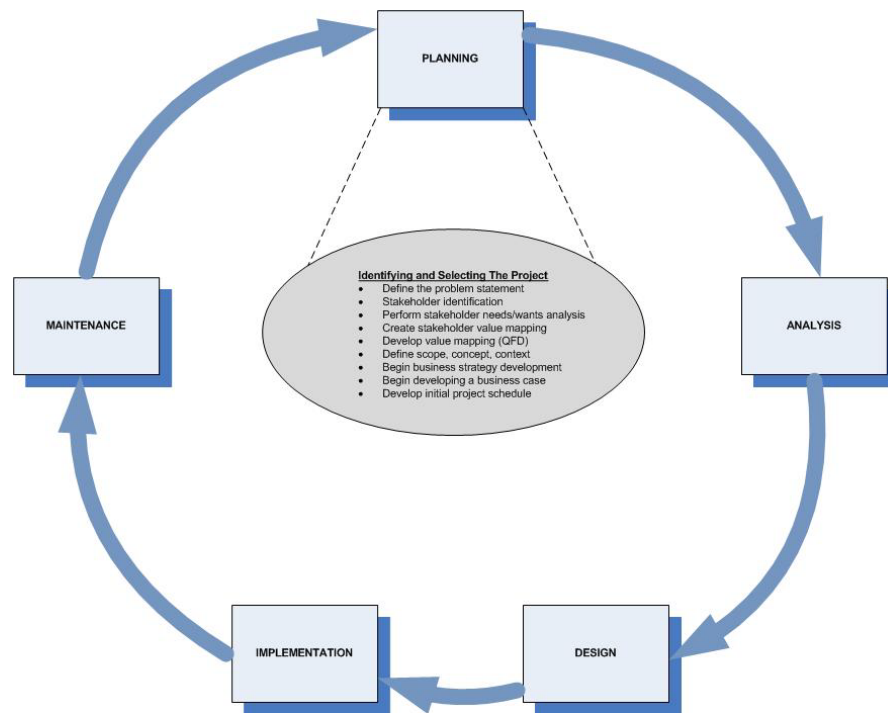 PLANNING
Identifying and Selecting The Project
• Define the problem statement
• Stakeholder identification
• Perform stakeholder needs/wants analysis
• Create stakeholder value mapping
• Develop value mapping (QFD)
• Define scope, concept, context
• Begin business strategy development
• Begin developing a business case
• Develop initial project schedule
MAINTENANCE
ANALYSIS
IMPLEMENTATION
DESIGN